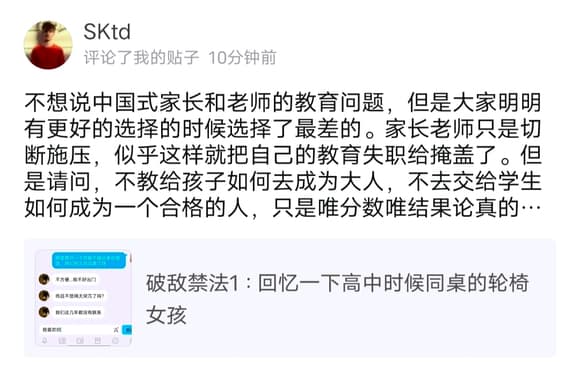 SKtd
评论了我的贴子 10分钟前
不想说中国式家长和老师的教育问题，但是大家明明
有更好的选择的时候选择了最差的。家长老师只是切
断施压，似乎这样就把自己的教育失职给掩盖了。但
是请问，不教给孩子如何去成为大人，不去交给学生
如何成为一个合格的人，只是唯分数唯结果论真的…
破敌禁法1：回忆一下高中时候同桌的轮椅
女孩